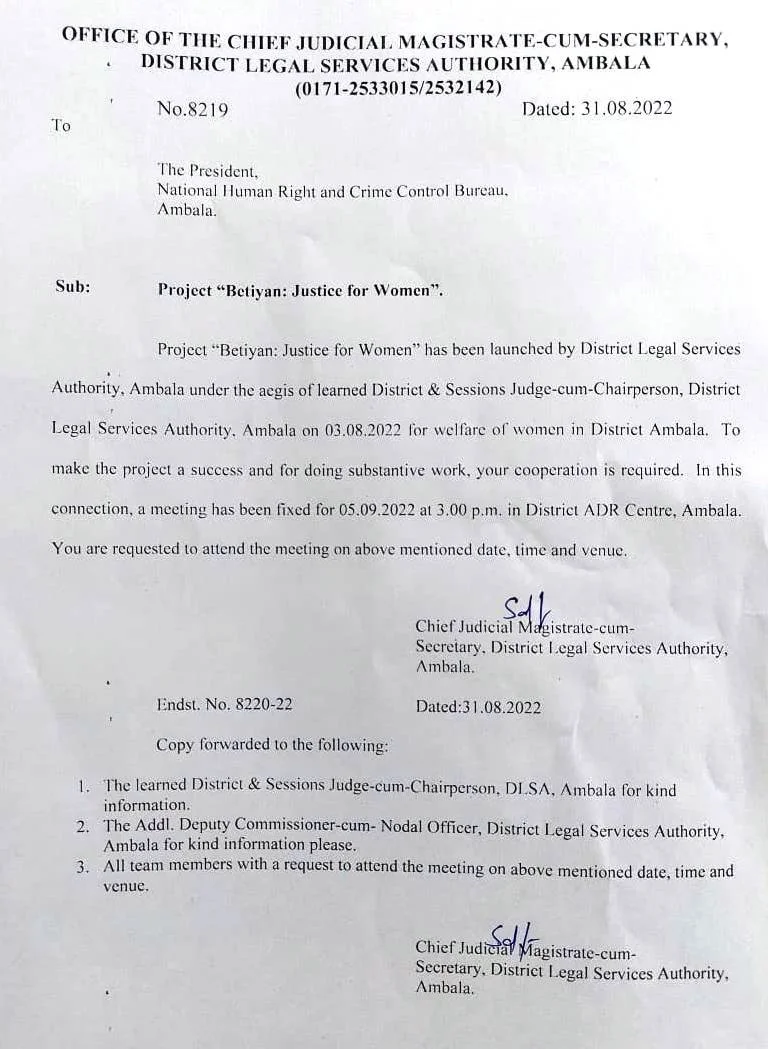 OFFICE OF THE CHIEF JUDICIAL MAGISTRATE-CUM-SECRETARY,
DISTRICT LEGAL SERVICES AUTHORITY, AMBALA
(0171-2533015/2532142)
No.8219 Dated: 31.08.2022
To
The President,
National Human Right and Crime Control Bureau,
Ambala.
Sub: Project “Betiyan: Justice for Women”.
Project “Betiyan: Justice for Women” has been launched by District Legal Services
Authority, Ambala under the aegis of learned District & Sessions Judge-cum-Chairperson, District
Legal Services Authority, Ambala on 03.08.2022 for welfare of women in District Ambala. To
make the project a success and for doing substantive work, your cooperation is required. In this
connection, a meeting has been fixed for 05.09.2022 at 3.00 p.m. in District ADR Centre, Ambala.
You are requested to attend the meeting on above mentioned date, time and venue.
Sd/-
Chief Judicial Magistrate-cum-
Secretary, District Legal Services Authority,
Ambala.
Endst. No. 8220-22 Dated:31.08.2022
Copy forwarded to the following:
1. The learned District & Sessions Judge-cum-Chairperson, DLSA, Ambala for kind
information.
2. The Addl. Deputy Commissioner-cum- Nodal Officer, District Legal Services Authority,
Ambala for kind information please.
3. All team members with a request to attend the meeting on above mentioned date, time and
venue.
Sd/-
Chief Judicial Magistrate-cum-
Secretary, District Legal Services Authority,
Ambala.